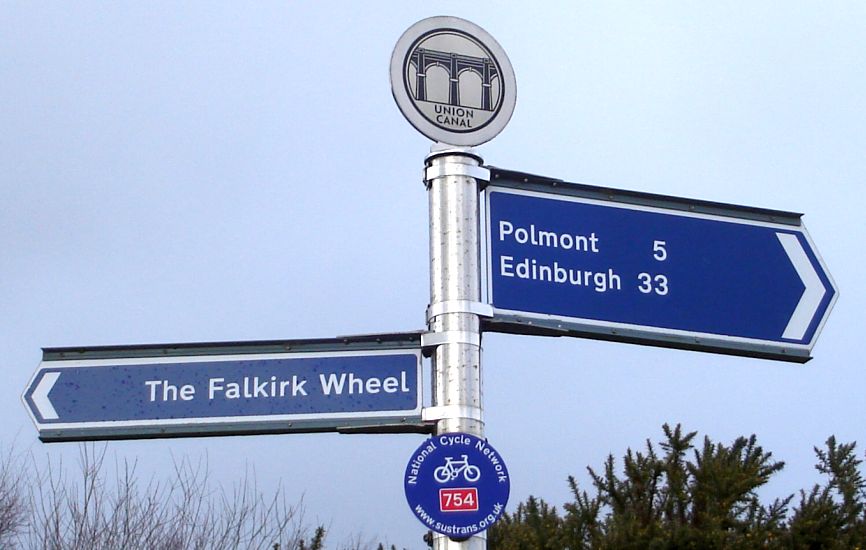 UNION
CANAL
Polmont 5
Edinburgh 33
The Falkirk Wheel
National Cycle Network
754
www.sustrans.org.uk